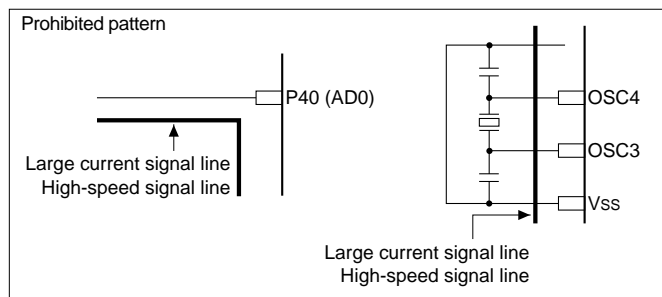 Prohibited pattern
P40 (AD0)
Large current signal line
High-speed signal line
OSC4
OSC3
VSS
Large current signal line
High-speed signal line